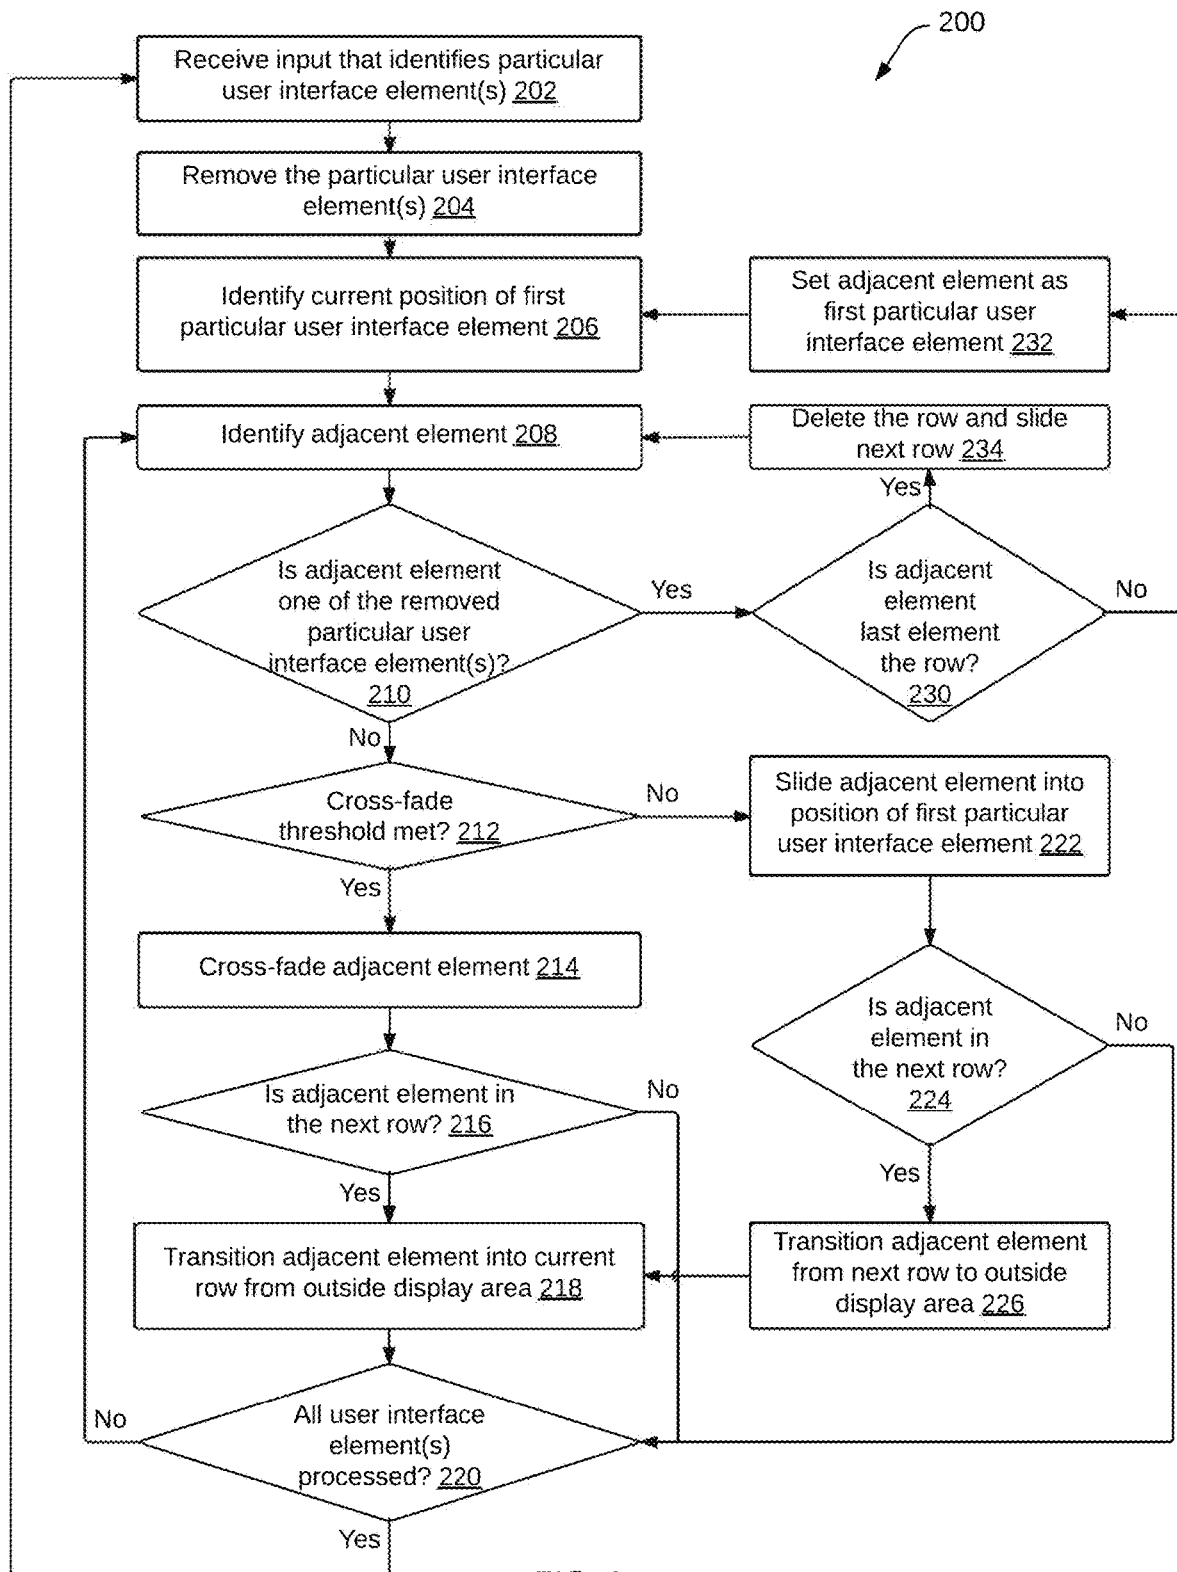 200
Receive input that identifies particular
user interface element(s) 202
Remove the particular user interface
element(s) 204
Identify current position of first
particular user interface element 206
Set adjacent element as
first particular user
interface element 232
Identify adjacent element 208
Delete the row and slide
next row 234
Yes
Is adjacent element
one of the removed
particular user
interface element(s)?
210
Yes
Is adjacent
element
last element
the row?
230
No
No
Cross-fade
threshold met? 212
No
Slide adjacent element into
position of first particular
user interface element 222
Yes
Cross-fade adjacent element 214
Is adjacent
element in
the next row?
224
No
Is adjacent element in
the next row? 216
No
Yes
Yes
Transition adjacent element into current
row from outside display area 218
Transition adjacent element
from next row to outside
display area 226
All user interface
element(s)
processed? 220
No
Yes